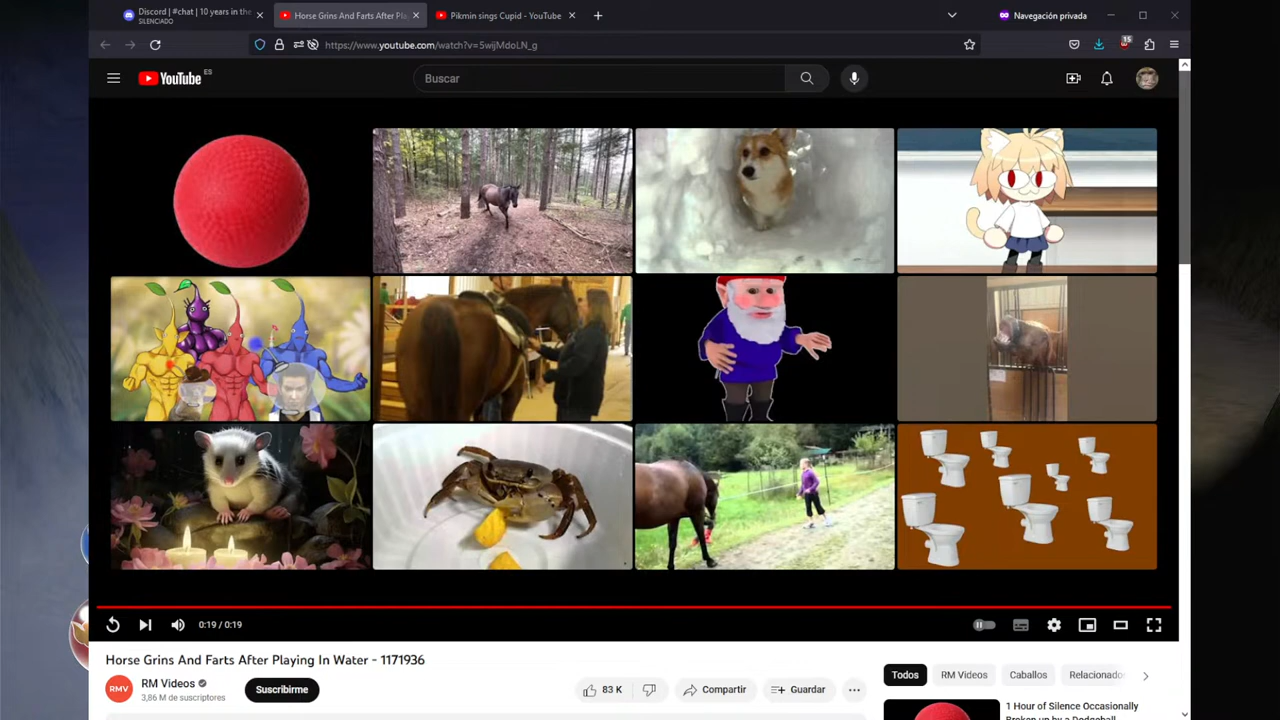 Discord | #chat | 10 years in the
SILENCIADO
Horse Grins And Farts After Pla
Pikmin sings Cupid - YouTube
Navegación privada
https://www.youtube.com/watch?v=5wijMdoLN_g
15
YouTube ES
Buscar
0:19 / 0:19
Horse Grins And Farts After Playing In Water - 1171936
RMV
RM Videos
3,86 M de suscriptores
Suscribirme
83 K
Compartir
Guardar
Todos
RM Videos
Caballos
Relacionado
1 Hour of Silence Occasionally
Broken up by a Dodgeball